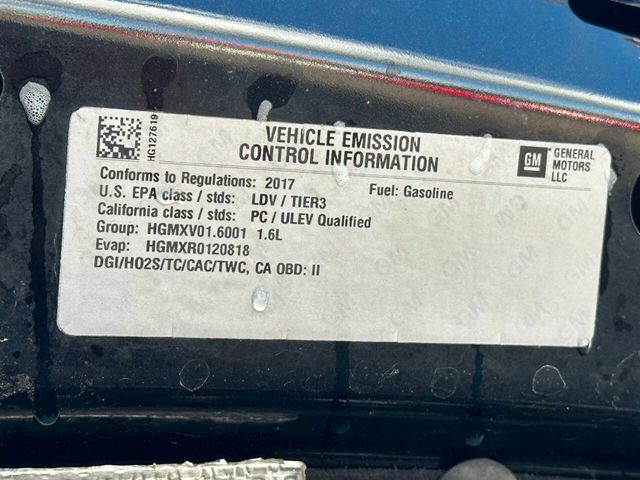 HG127619
VEHICLE EMISSION
CONTROL INFORMATION
GM
GENERAL
MOTORS
LLC
Conforms to Regulations: 2017 Fuel: Gasoline
U.S. EPA class / stds: LDV / TIER3
California class / stds: PC / ULEV Qualified
Group: HGMXV01.6001 1.6L
Evap: HGMXR0120818
DGI/HO2S/TC/CAC/TWC, CA OBD: II